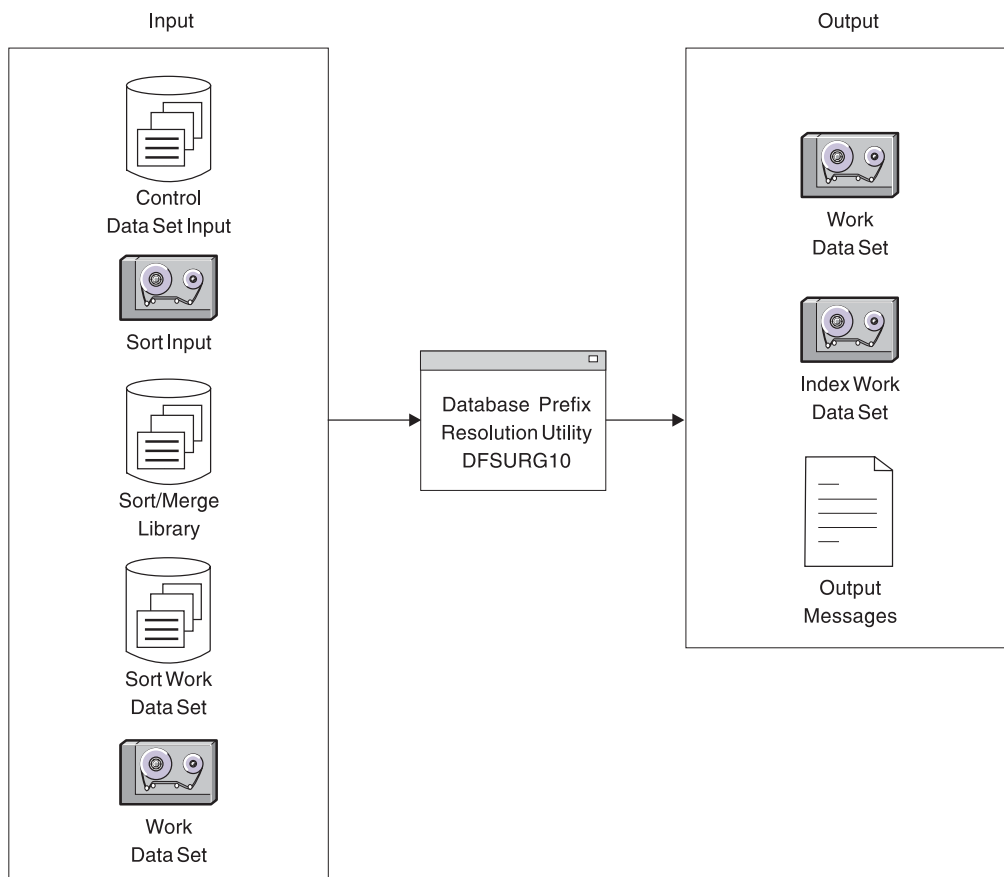 Input
Control
Data Set Input
Sort Input
Sort/Merge
Library
Sort Work
Data Set
Work
Data Set
Database Prefix
Resolution Utility
DFSURG10
Output
Work
Data Set
Index Work
Data Set
Output
Messages